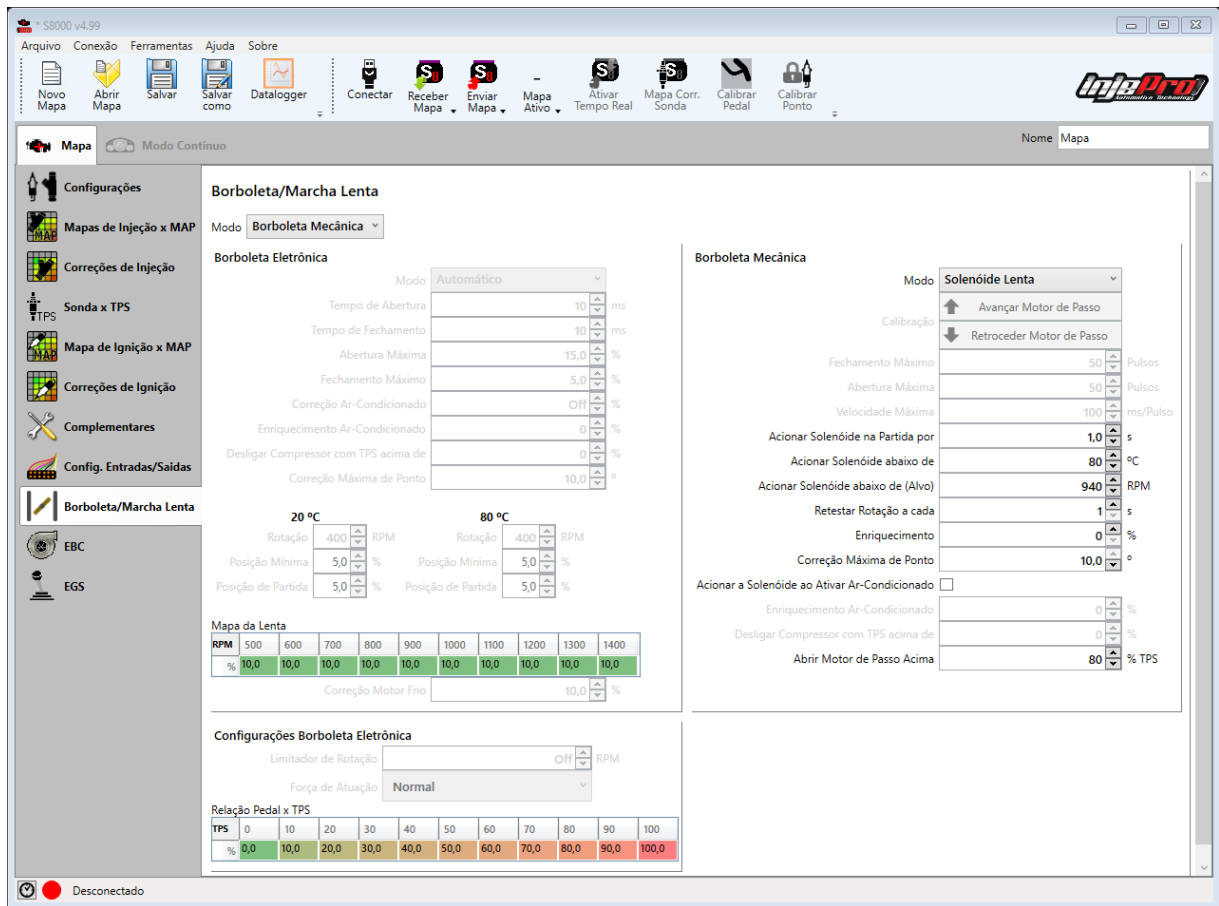 * S8000 v4.99
Arquivo Conexão Ferramentas Ajuda Sobre
Novo Mapa
Abrir Mapa
Salvar
Salvar como
Datalogger
Conectar
Receber Mapa
Enviar Mapa
Mapa Ativo
Ativar Tempo Real
Mapa Corr. Sonda
Calibrar Pedal
Calibrar Ponto
InjePro
Automotive Technology
Mapa
Modo Contínuo
Nome Mapa
Configurações
Mapas de Injeção x MAP
Correções de Injeção
Sonda x TPS
Mapa de Ignição x MAP
Correções de Ignição
Complementares
Config. Entradas/Saidas
Borboleta/Marcha Lenta
EBC
EGS
Borboleta/Marcha Lenta
Modo Borboleta Mecânica
Borboleta Eletrônica
Modo Automático
Tempo de Abertura 10 ms
Tempo de Fechamento 10 ms
Abertura Máxima 15,0 %
Fechamento Máximo 5,0 %
Correção Ar-Condicionado Off %
Enriquecimento Ar-Condicionado 0 %
Desligar Compressor com TPS acima de 0 %
Correção Máxima de Ponto 10,0 º
20 ºC 80 ºC
Rotação 400 RPM Rotação 400 RPM
Posição Mínima 5,0 % Posição Mínima 5,0 %
Posição de Partida 5,0 % Posição de Partida 5,0 %
Mapa da Lenta
RPM 500 600 700 800 900 1000 1100 1200 1300 1400
% 10,0 10,0 10,0 10,0 10,0 10,0 10,0 10,0 10,0 10,0
Correção Motor Frio 10,0 %
Configurações Borboleta Eletrônica
Limitador de Rotação Off RPM
Força de Atuação Normal
Relação Pedal x TPS
TPS 0 10 20 30 40 50 60 70 80 90 100
% 0,0 10,0 20,0 30,0 40,0 50,0 60,0 70,0 80,0 90,0 100,0
Borboleta Mecânica
Modo Solenóide Lenta
Calibração
Avançar Motor de Passo
Retroceder Motor de Passo
Fechamento Máximo 50 Pulsos
Abertura Máxima 50 Pulsos
Velocidade Máxima 100 ms/Pulso
Acionar Solenóide na Partida por 1,0 s
Acionar Solenóide abaixo de 80 ºC
Acionar Solenóide abaixo de (Alvo) 940 RPM
Retestar Rotação a cada 1 s
Enriquecimento 0 %
Correção Máxima de Ponto 10,0 º
Acionar a Solenóide ao Ativar Ar-Condicionado
Enriquecimento Ar-Condicionado 0 %
Desligar Compressor com TPS acima de 0 %
Abrir Motor de Passo Acima 80 % TPS
Desconectado